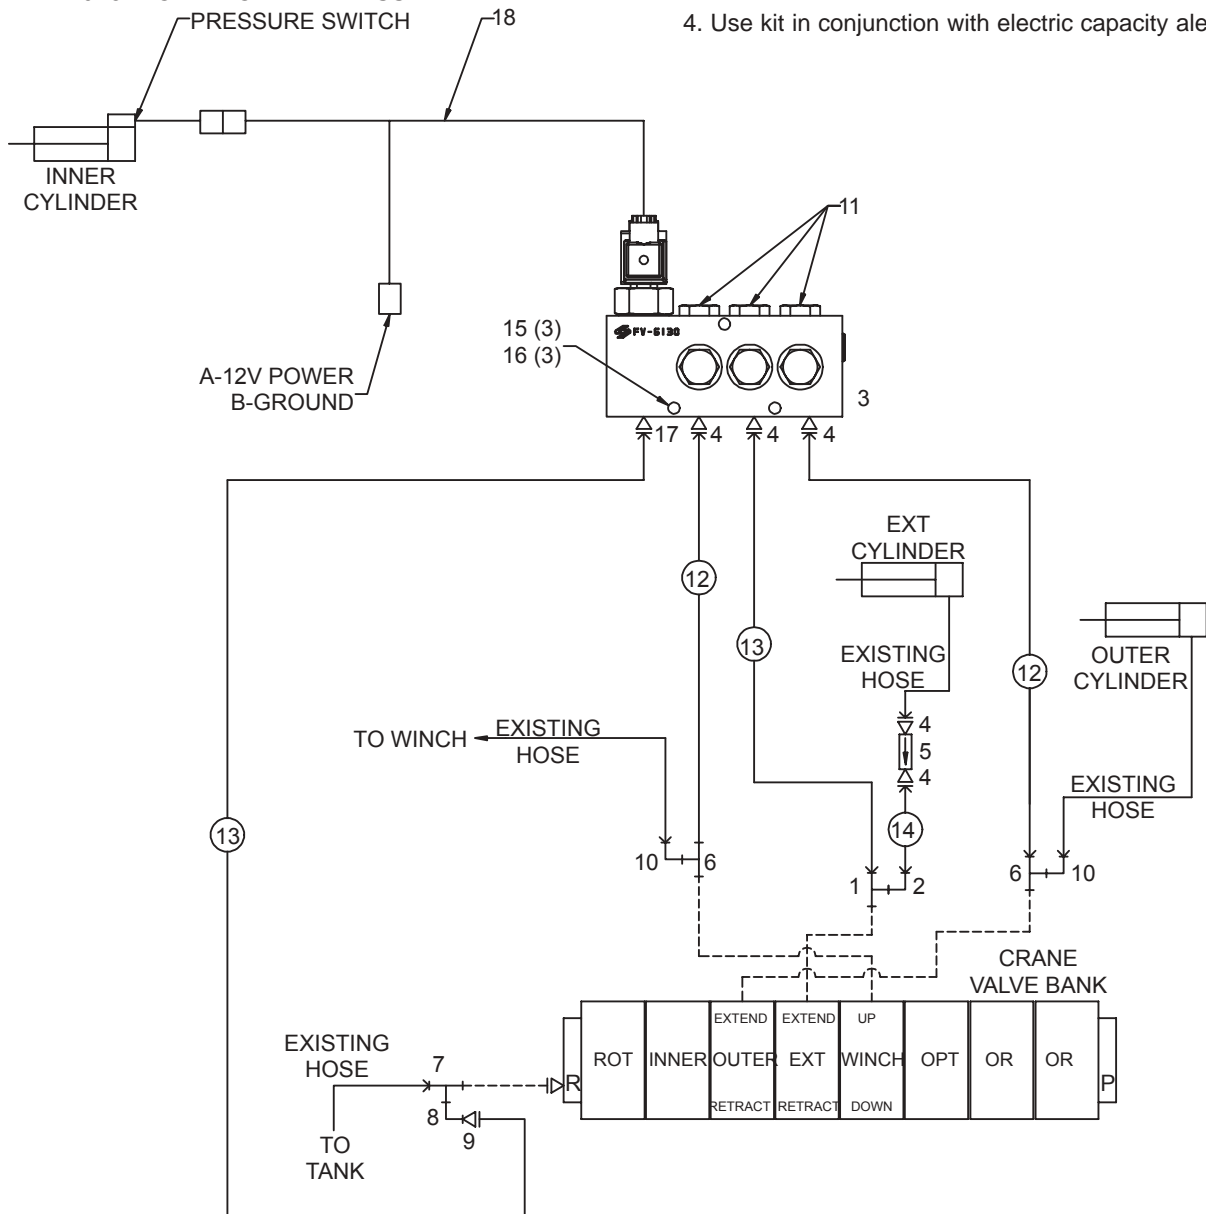 PRESSURE SWITCH
18
4. Use kit in conjunction with electric capacity ale
INNER
CYLINDER
11
15 (3)
16 (3)
FV-6130
A-12V POWER
B-GROUND
3
17
4
4
4
EXT
CYLINDER
12
13
EXISTING
HOSE
12
OUTER
CYLINDER
TO WINCH
EXISTING
HOSE
4
5
4
EXISTING
HOSE
13
14
10
6
1
2
6
10
CRANE
VALVE BANK
EXTEND
EXTEND
UP
EXISTING
HOSE
7
R
ROT
INNER
OUTER
EXT
WINCH
OPT
OR
OR
P
RETRACT
RETRACT
DOWN
8
9
TO
TANK